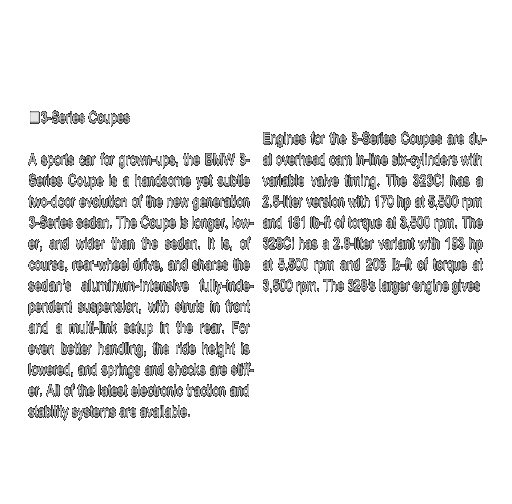 3-Series Coupes
A sports car for grown-ups, the BMW 3-
Series Coupe is a handsome yet subtle
two-door evolution of the new generation
3-Series sedan. The Coupe is longer, low-
er, and wider than the sedan. It is, of
course, rear-wheel drive, and shares the
sedan's aluminum-intensive fully-inde-
pendent suspension, with struts in front
and a multi-link setup in the rear. For
even better handling, the ride height is
lowered, and springs and shocks are stiff-
er. All of the latest electronic traction and
stability systems are available.
Engines for the 3-Series Coupes are du-
al overhead cam in-line six-cylinders with
variable valve timing. The 323Ci has a
2.5-liter version with 170 hp at 5,500 rpm
and 181 lb-ft of torque at 3,500 rpm. The
328Ci has a 2.8-liter variant with 193 hp
at 5,500 rpm and 206 lb-ft of torque at
3,500 rpm. The 328's larger engine gives